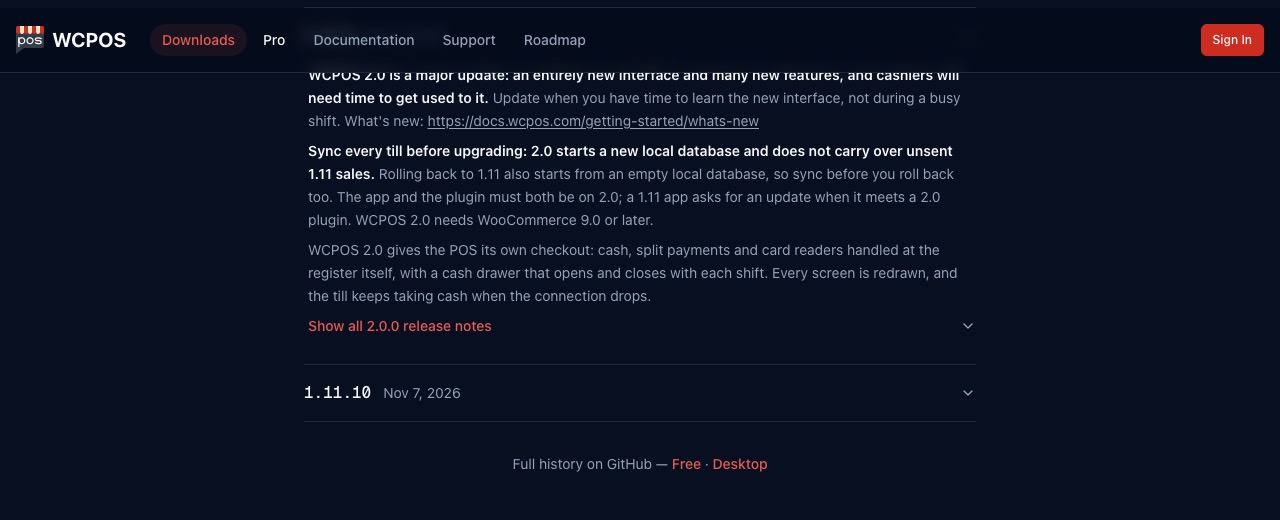 pos WCPOS Downloads Pro Documentation Support Roadmap Sign In
WCPOS 2.0 is a major update: an entirely new interface and many new features, and cashiers will
need time to get used to it. Update when you have time to learn the new interface, not during a busy
shift. What's new: https://docs.wcpos.com/getting-started/whats-new
Sync every till before upgrading: 2.0 starts a new local database and does not carry over unsent
1.11 sales. Rolling back to 1.11 also starts from an empty local database, so sync before you roll back
too. The app and the plugin must both be on 2.0; a 1.11 app asks for an update when it meets a 2.0
plugin. WCPOS 2.0 needs WooCommerce 9.0 or later.
WCPOS 2.0 gives the POS its own checkout: cash, split payments and card readers handled at the
register itself, with a cash drawer that opens and closes with each shift. Every screen is redrawn, and
the till keeps taking cash when the connection drops.
Show all 2.0.0 release notes
1.11.10 Nov 7, 2026
Full history on GitHub — Free · Desktop